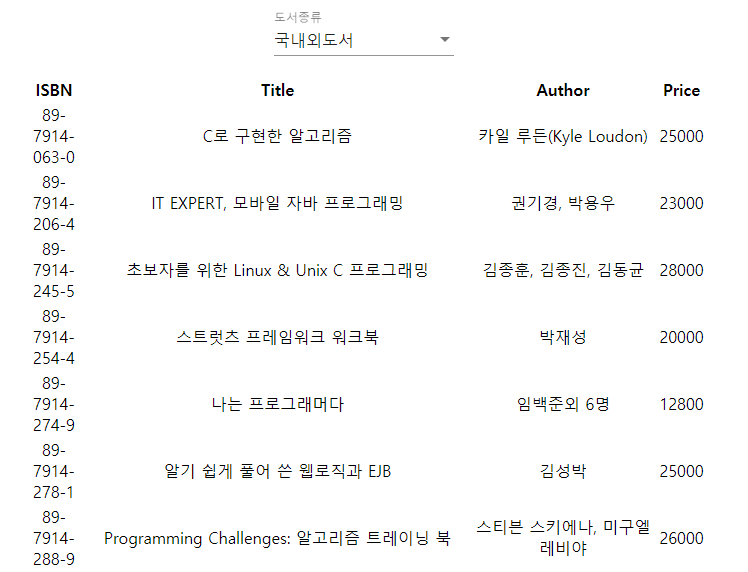 도서종류
국내외도서
ISBN Title Author Price
89-
7914-
063-0 C로 구현한 알고리즘 카일 루든(Kyle Loudon) 25000
89-
7914-
206-4 IT EXPERT, 모바일 자바 프로그래밍 권기경, 박용우 23000
89-
7914-
245-5 초보자를 위한 Linux & Unix C 프로그래밍 김종훈, 김종진, 김동균 28000
89-
7914-
254-4 스트럿츠 프레임워크 워크북 박재성 20000
89-
7914-
274-9 나는 프로그래머다 임백준외 6명 12800
89-
7914-
278-1 알기 쉽게 풀어 쓴 웹로직과 EJB 김성박 25000
89-
7914-
288-9 Programming Challenges: 알고리즘 트레이닝 북 스티븐 스키에나, 미구엘
레비야 26000